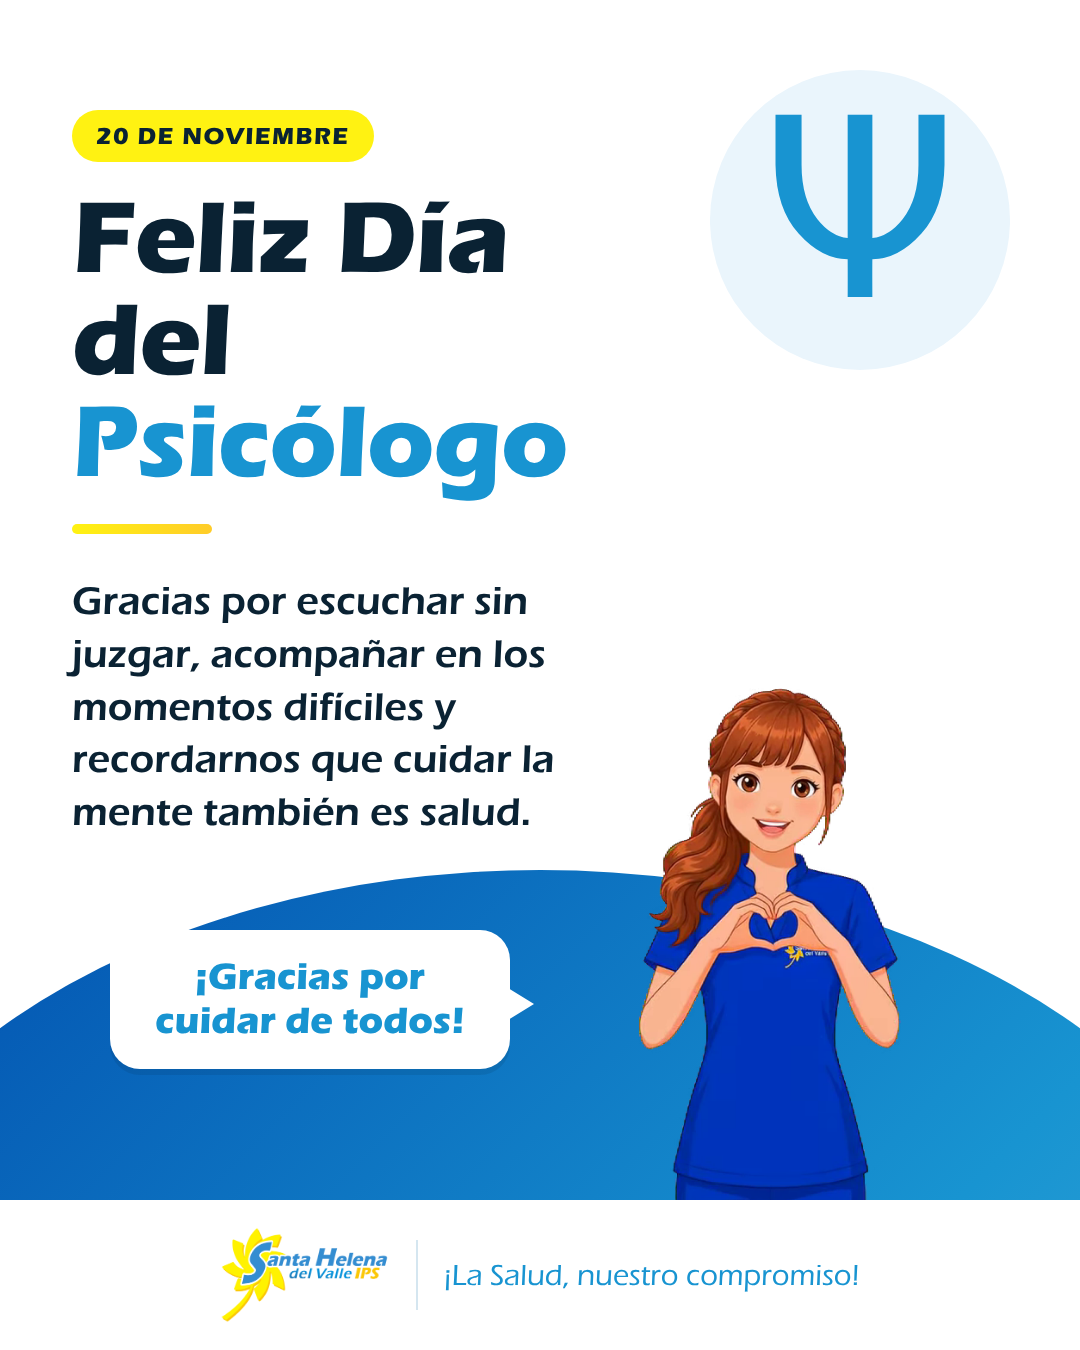 20 DE NOVIEMBRE
Feliz Día
del
Psicólogo
Ψ
Gracias por escuchar sin
juzgar, acompañar en los
momentos difíciles y
recordarnos que cuidar la
mente también es salud.
¡Gracias por
cuidar de todos!
del Valle
Santa Helena
del Valle IPS
¡La Salud, nuestro compromiso!